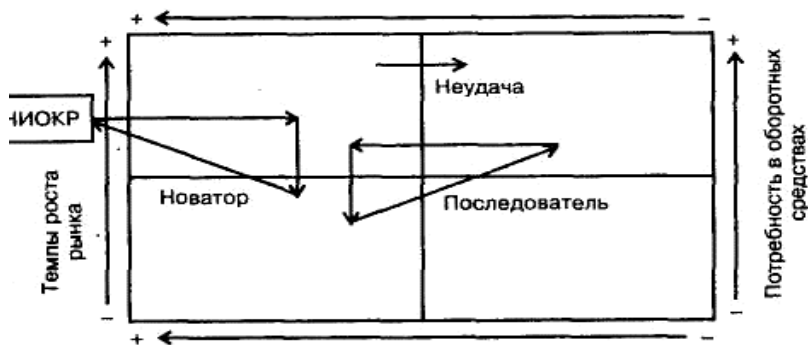 + −
+ +
Неудача
НИОКР
Новатор
Последователь
Темпы роста
рынка
Потребность в оборотных
средствах
− −
+ −